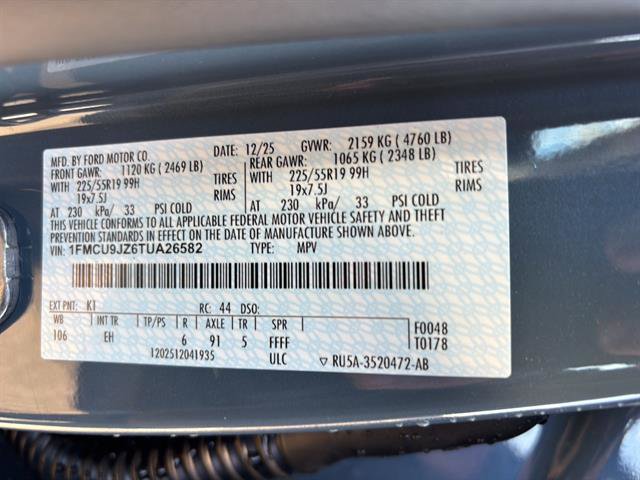 MFD. BY FORD MOTOR CO.
DATE: 12/25 GVWR: 2159 KG ( 4760 LB)
FRONT GAWR: 1120 KG ( 2469 LB)
REAR GAWR: 1065 KG ( 2348 LB)
WITH 225/55R19 99H TIRES
WITH 225/55R19 99H TIRES
19x7.5J RIMS
19x7.5J RIMS
AT 230 kPa/ 33 PSI COLD
AT 230 kPa/ 33 PSI COLD
THIS VEHICLE CONFORMS TO ALL APPLICABLE FEDERAL MOTOR VEHICLE SAFETY AND THEFT
PREVENTION STANDARDS IN EFFECT ON THE DATE OF MANUFACTURE SHOWN ABOVE.
VIN: 1FMCU9JZ6TUA26582 TYPE: MPV
EXT PNT: K1 RC: 44 DSO:
WB INT TR TP/PS R AXLE TR SPR F0048
106 EH 6 91 5 FFFF T0178
1202512041935 ULC ▽ RU5A-3520472-AB